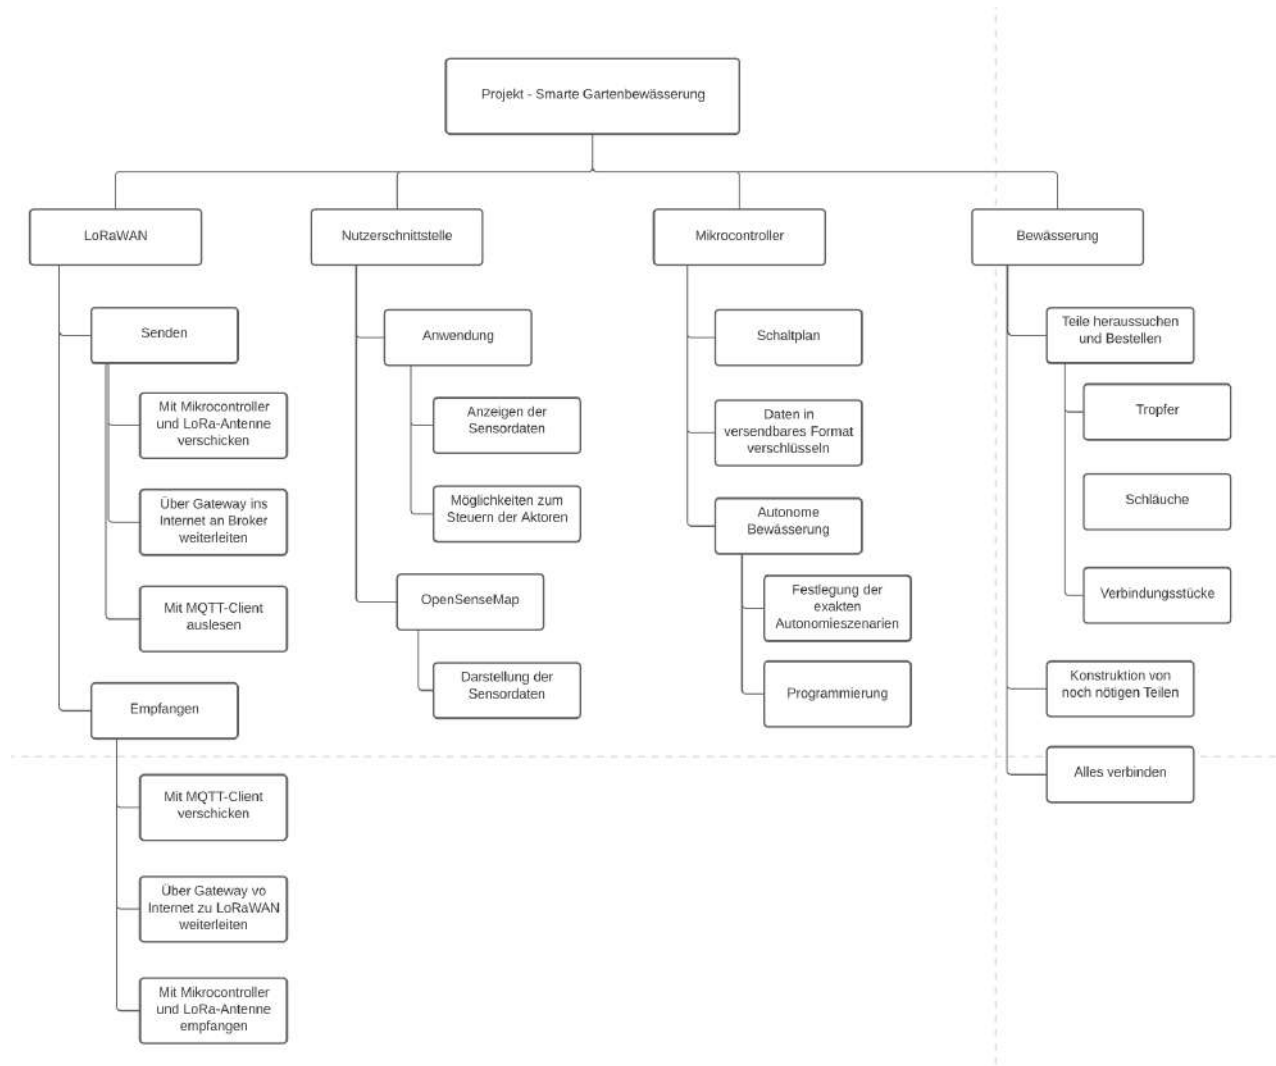 Projekt - Smarte Gartenbewässerung
LoRaWAN
Senden
Mit Mikrocontroller
und LoRa-Antenne
verschicken
Über Gateway ins
Internet an Broker
weiterleiten
Mit MQTT-Client
auslesen
Empfangen
Mit MQTT-Client
verschicken
Über Gateway vo
Internet zu LoRaWAN
weiterleiten
Mit Mikrocontroller
und LoRa-Antenne
empfangen
Nutzerschnittstelle
Anwendung
Anzeigen der
Sensordaten
Möglichkeiten zum
Steuern der Aktoren
OpenSenseMap
Darstellung der
Sensordaten
Mikrocontroller
Schaltplan
Daten in
versendbares Format
verschlüsseln
Autonome
Bewässerung
Festlegung der
exakten
Autonomieszenarien
Programmierung
Bewässerung
Teile heraussuchen
und Bestellen
Tropfer
Schläuche
Verbindungsstücke
Konstruktion von
noch nötigen Teilen
Alles verbinden